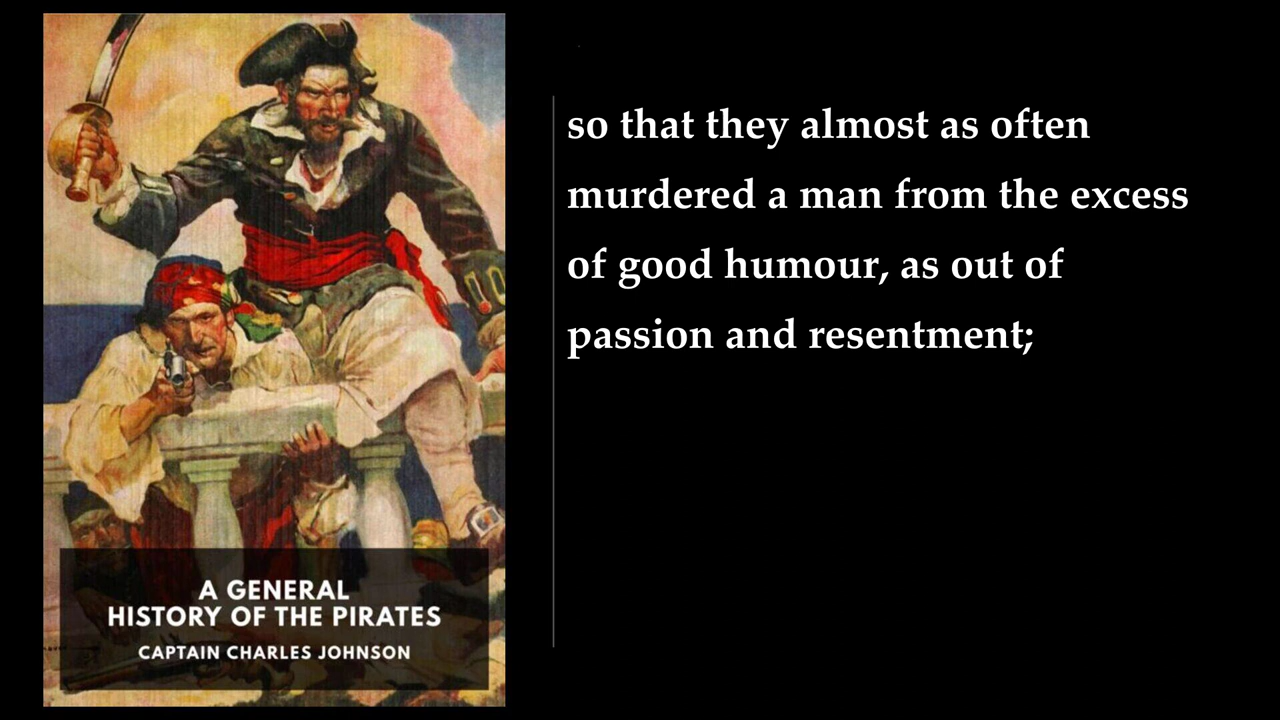 so that they almost as often
murdered a man from the excess
of good humour, as out of
passion and resentment;
A GENERAL
HISTORY OF THE PIRATES
CAPTAIN CHARLES JOHNSON